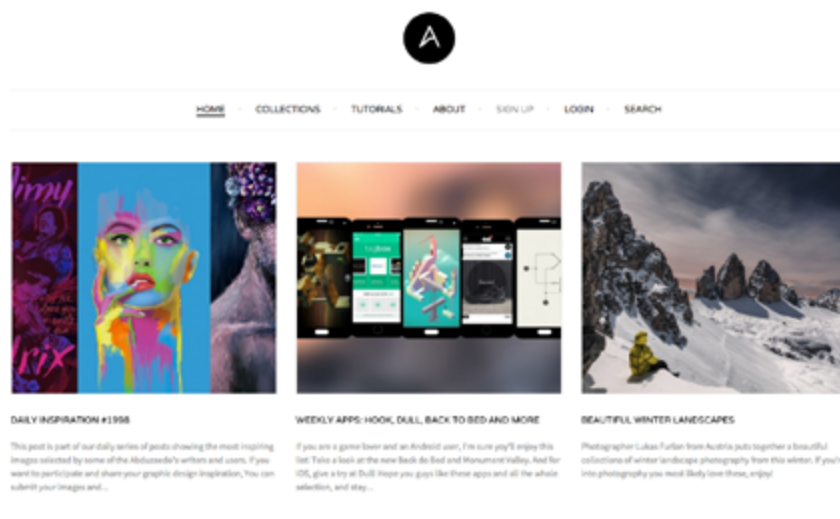 HOME COLLECTIONS TUTORIALS ABOUT SIGN UP LOGIN SEARCH
imy
rix
DAILY INSPIRATION #1998
This post is part of our daily series of posts showing the most inspiring
images selected by some of the Abduzeedo's writers and users. If you
want to participate and share your graphic design inspiration, You can
submit your images and...
WEEKLY APPS: HOOK, DULL, BACK TO BED AND MORE
If you are a game lover and an Android user, I'm sure you'll enjoy this
list! Take a look at the new Back do Bed and Monument Valley. And for
iOS, give a try at Dull! Hope you guys like these apps and all the whole
selection, and stay...
BEAUTIFUL WINTER LANDSCAPES
Photographer Lukas Furlan from Austria puts together a beautiful
collections of winter landscape photography from this winter. If you're
into photography you most likely love these, enjoy!